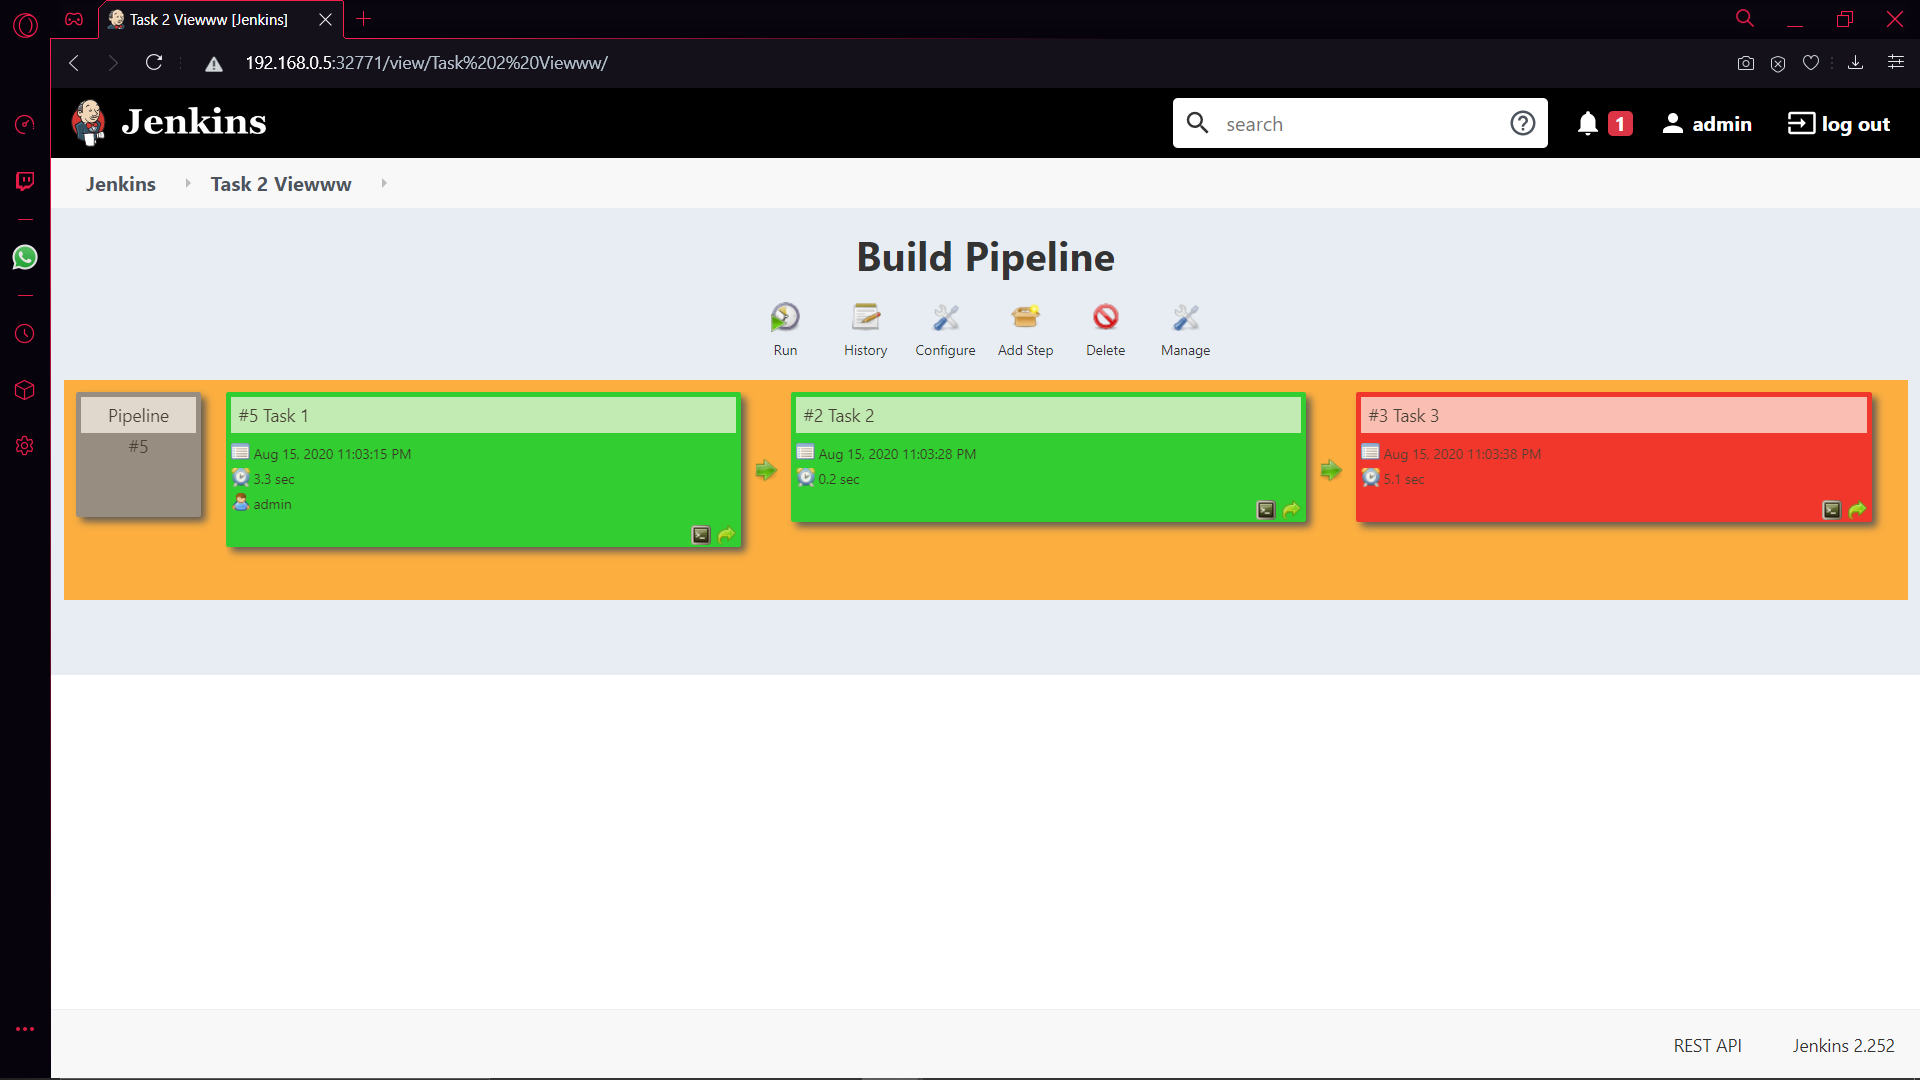 Task 2 Viewww [Jenkins]
192.168.0.5:32771/view/Task%202%20Viewww/
Jenkins
search
1
admin
log out
Jenkins
Task 2 Viewww
Build Pipeline
Run
History
Configure
Add Step
Delete
Manage
Pipeline
#5
#5 Task 1
Aug 15, 2020 11:03:15 PM
3.3 sec
admin
#2 Task 2
Aug 15, 2020 11:03:28 PM
0.2 sec
#3 Task 3
Aug 15, 2020 11:03:38 PM
5.1 sec
REST API
Jenkins 2.252